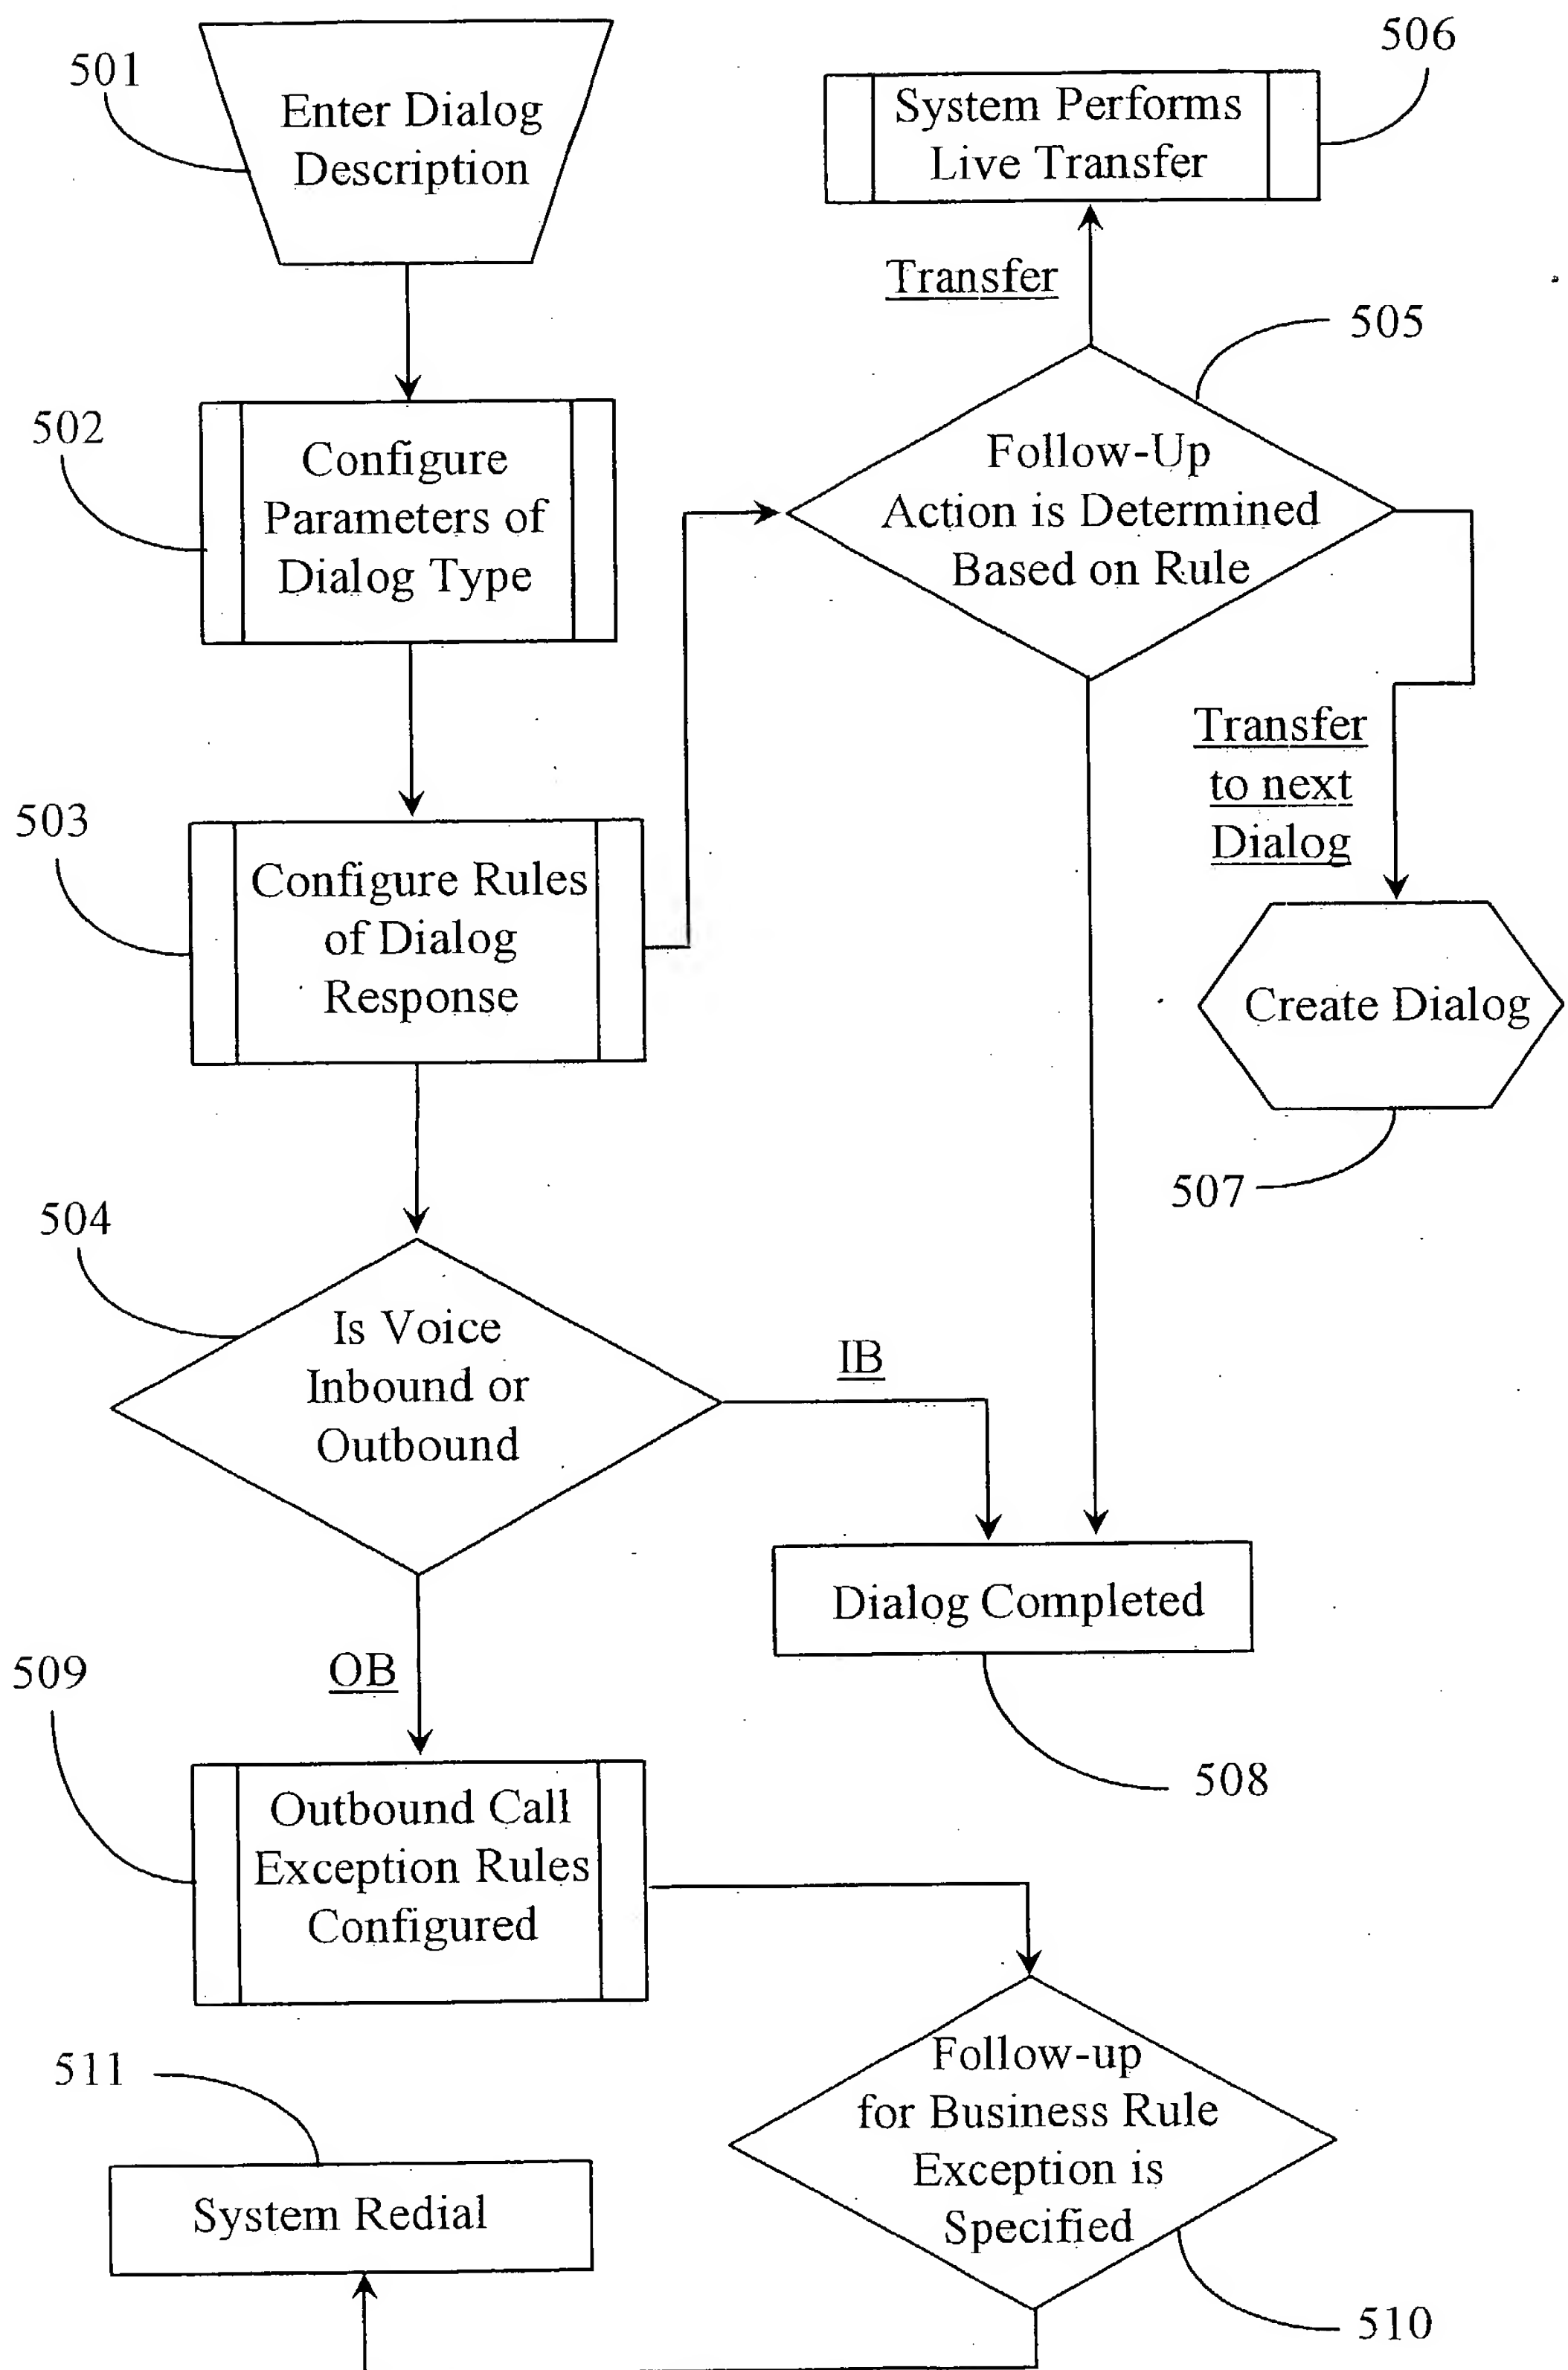 501
Enter Dialog
Description
506
System Performs
Live Transfer
Transfer
505
502
Configure
Parameters of
Dialog Type
Follow-Up
Action is Determined
Based on Rule
Transfer
to next
Dialog
503
Configure Rules
of Dialog
Response
Create Dialog
507
504
Is Voice
Inbound or
Outbound
IB
Dialog Completed
508
OB
509
Outbound Call
Exception Rules
Configured
Follow-up
for Business Rule
Exception is
Specified
510
511
System Redial